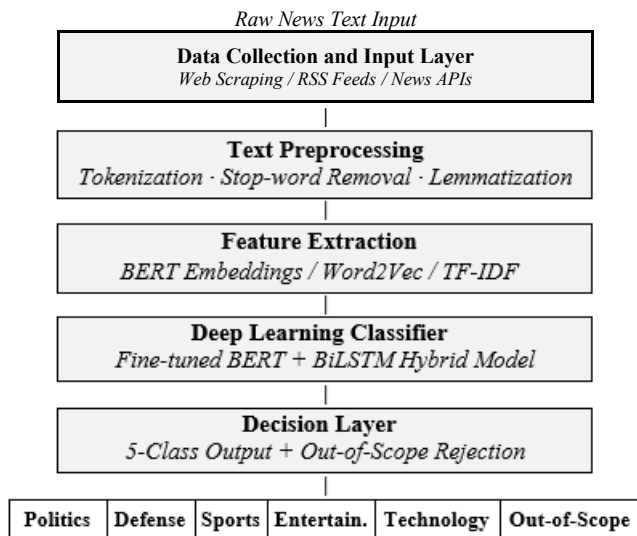 Raw News Text Input
Data Collection and Input Layer
Web Scraping / RSS Feeds / News APIs
Text Preprocessing
Tokenization · Stop-word Removal · Lemmatization
Feature Extraction
BERT Embeddings / Word2Vec / TF-IDF
Deep Learning Classifier
Fine-tuned BERT + BiLSTM Hybrid Model
Decision Layer
5-Class Output + Out-of-Scope Rejection
Politics Defense Sports Entertain. Technology Out-of-Scope